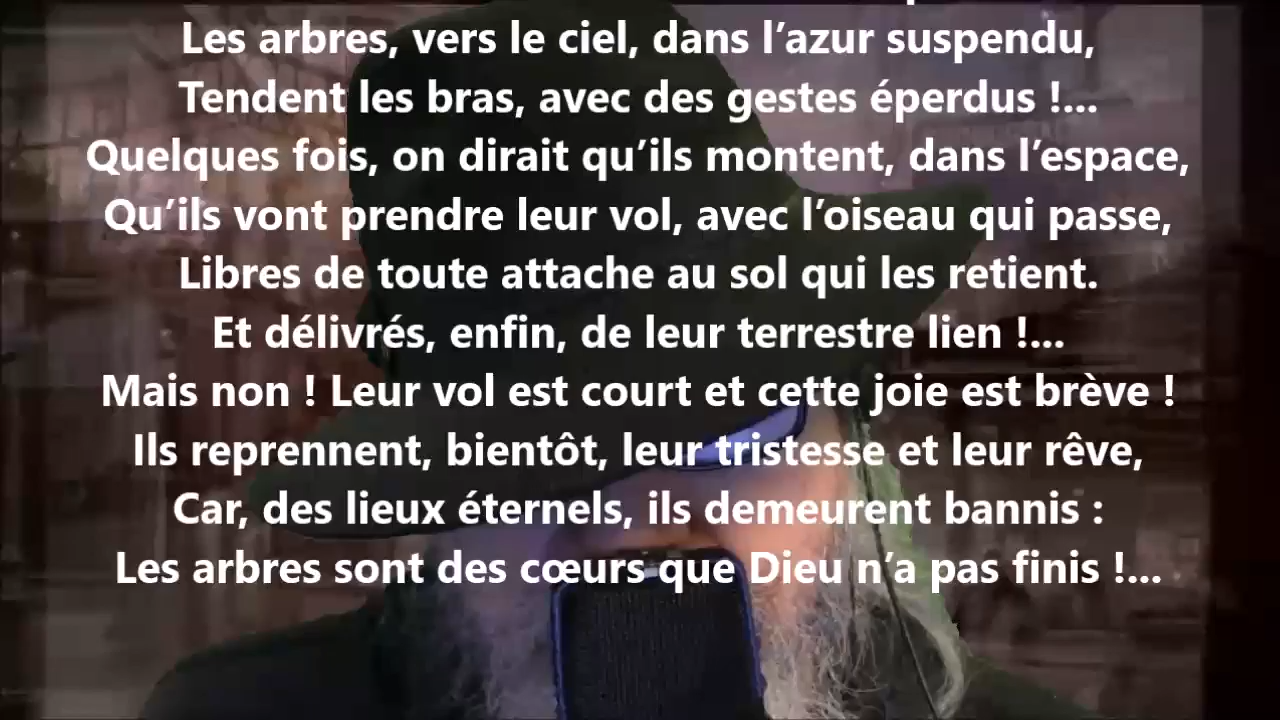 Les arbres, vers le ciel, dans l’azur suspendu,
Tendent les bras, avec des gestes éperdus !...
Quelques fois, on dirait qu’ils montent, dans l’espace,
Qu’ils vont prendre leur vol, avec l’oiseau qui passe,
Libres de toute attache au sol qui les retient.
Et délivrés, enfin, de leur terrestre lien !...
Mais non ! Leur vol est court et cette joie est brève !
Ils reprennent, bientôt, leur tristesse et leur rêve,
Car, des lieux éternels, ils demeurent bannis :
Les arbres sont des cœurs que Dieu n’a pas finis !...